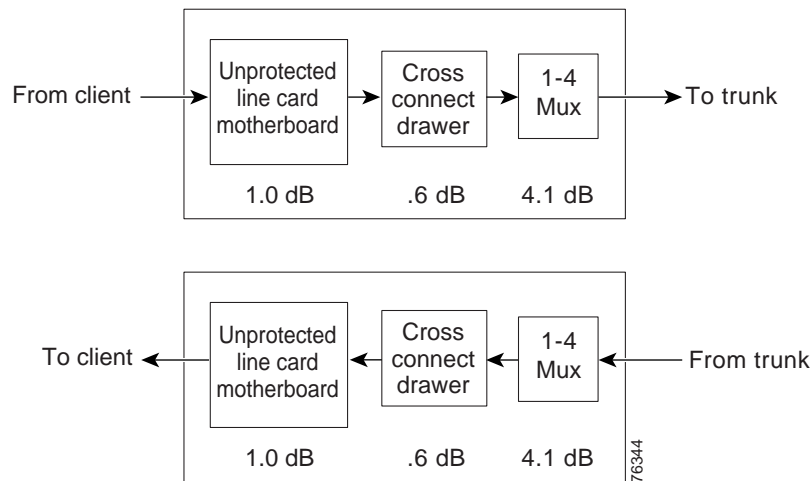 From client
Unprotected
line card
motherboard
Cross
connect
drawer
1-4
Mux
To trunk
1.0 dB
.6 dB
4.1 dB
To client
Unprotected
line card
motherboard
Cross
connect
drawer
1-4
Mux
From trunk
1.0 dB
.6 dB
4.1 dB
76344